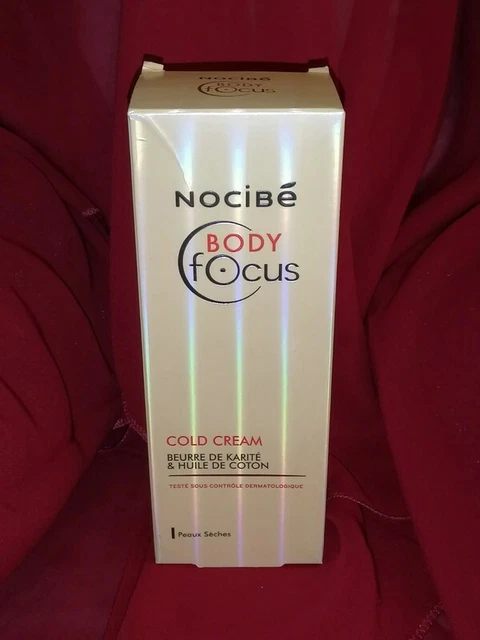 NOCIBÉ
BODY
fOcus
NOCIBÉ
BODY
fOcus
COLD CREAM
BEURRE DE KARITÉ
& HUILE DE COTON
TESTÉ SOUS CONTRÔLE DERMATOLOGIQUE
Peaux Sèches